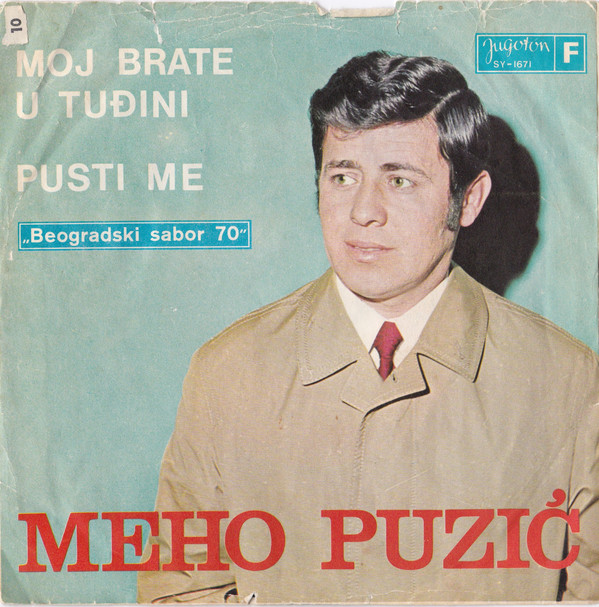 10
MOJ BRATE
U TUĐINI
PUSTI ME
„Beogradski sabor 70”
Jugoton F
SY-1671
MEHO PUZIĆ